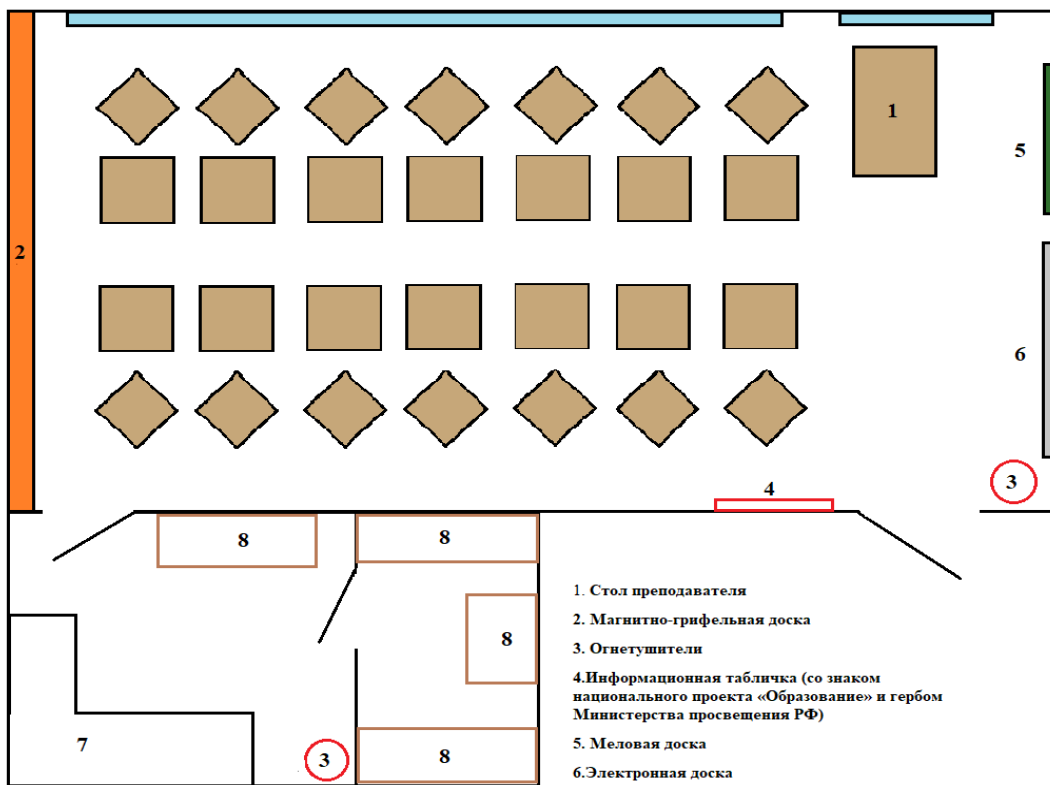 1
5
2
6
3
4
8
8
8
7
3
8
1. Стол преподавателя
2. Магнитно-грифельная доска
3. Огнетушители
4.Информационная табличка (со знаком
национального проекта «Образование» и гербом
Министерства просвещения РФ)
5. Меловая доска
6.Электронная доска